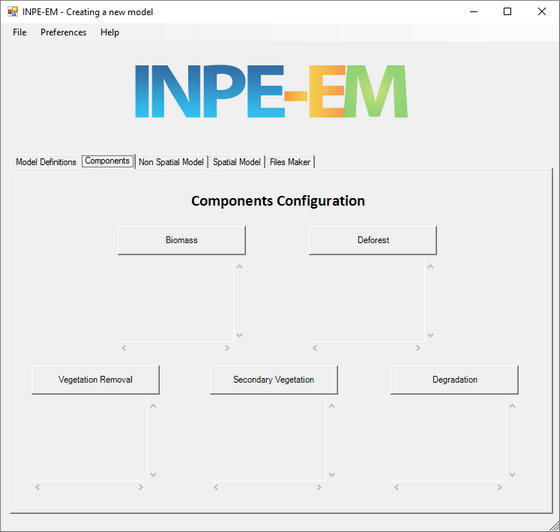 INPE-EM - Creating a new model
File Preferences Help
INPE-EM
Model Definitions Components Non Spatial Model Spatial Model Files Maker
Components Configuration
Biomass Deforest
Vegetation Removal Secondary Vegetation Degradation